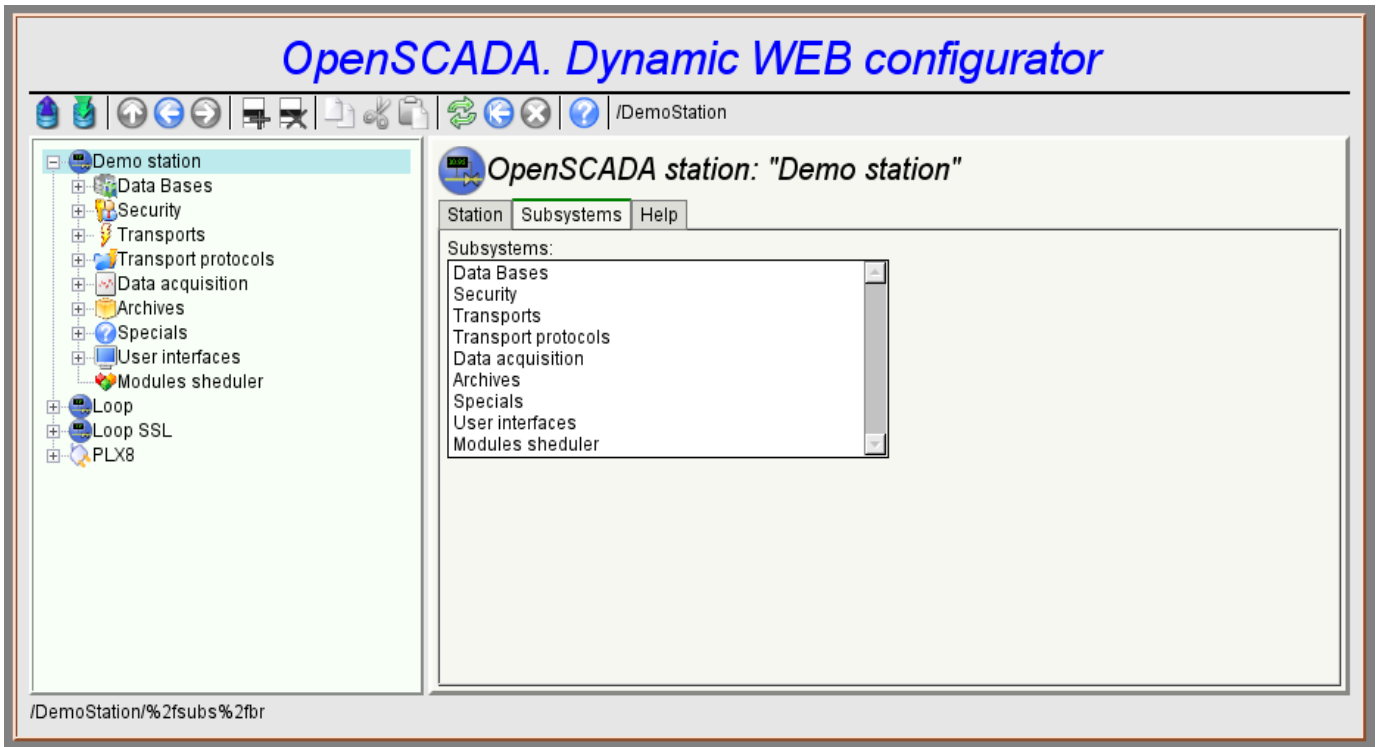 OpenSCADA. Dynamic WEB configurator
/DemoStation
Demo station
Data Bases
Security
Transports
Transport protocols
Data acquisition
Archives
Specials
User interfaces
Modules sheduler
Loop
Loop SSL
PLX8
OpenSCADA station: "Demo station"
Station Subsystems Help
Subsystems:
Data Bases
Security
Transports
Transport protocols
Data acquisition
Archives
Specials
User interfaces
Modules sheduler
/DemoStation/%2fsubs%2fbr